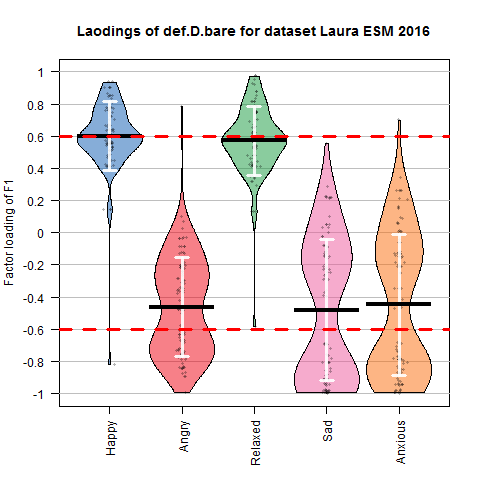 Laodings of def.D.bare for dataset Laura ESM 2016
Factor loading of F1
1
0.8
0.6
0.4
0.2
0
-0.2
-0.4
-0.6
-0.8
-1
Happy
Angry
Relaxed
Sad
Anxious